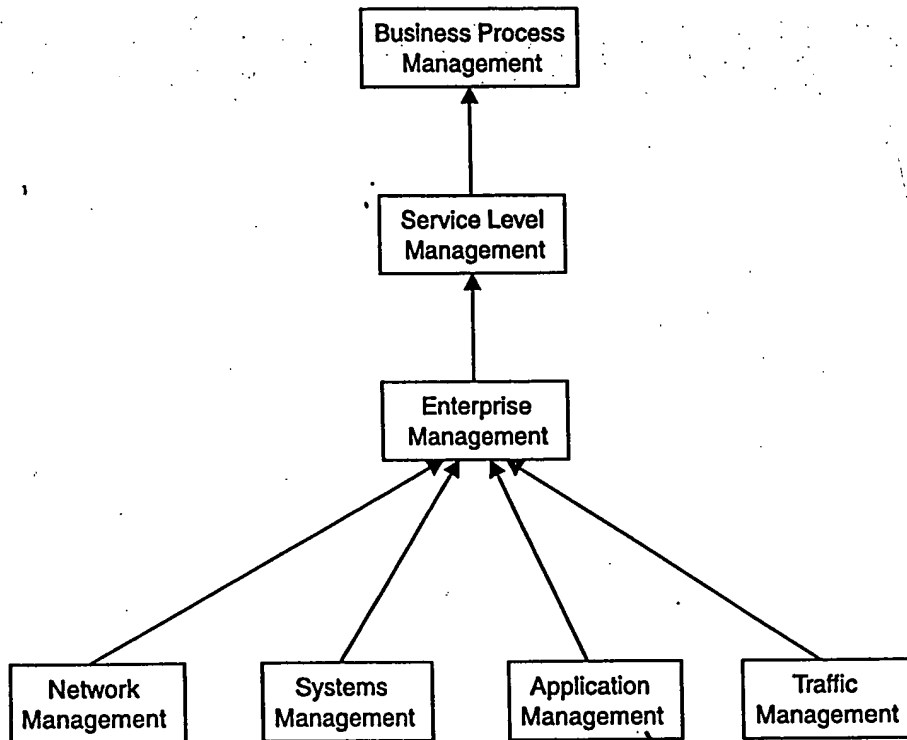 Business Process
Management
Service Level
Management
Enterprise
Management
Network
Management
Systems
Management
Application
Management
Traffic
Management